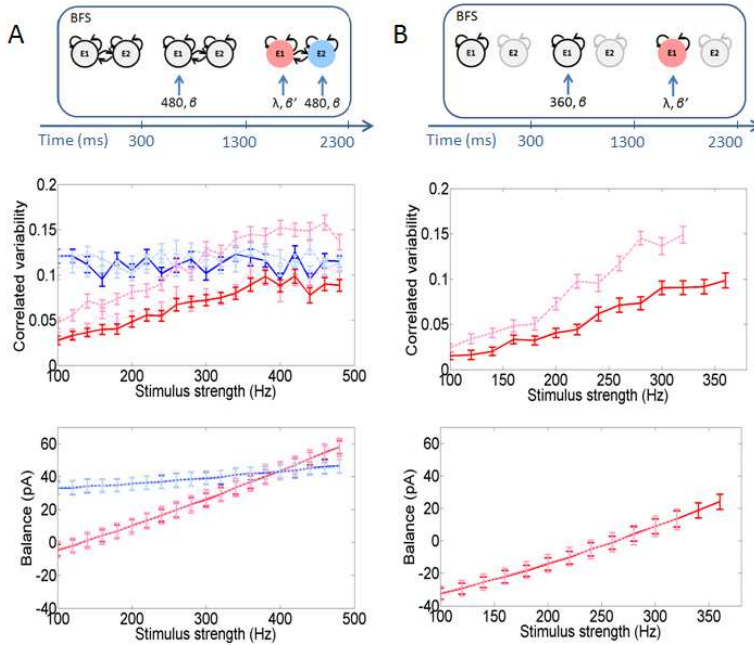 A
BFS
E1 E2 E1 E2 E1 E2
480, β λ, β' 480, β
Time (ms) 300 1300 2300
B
BFS
E1 E2 E1 E2 E1 E2
360, β λ, β'
Time (ms) 300 1300 2300
Correlated variability
0.2
0.15
0.1
0.05
0
100 200 300 400 500
Stimulus strength (Hz)
Correlated variability
0.2
0.15
0.1
0.05
0
100 150 200 250 300 350
Stimulus strength (Hz)
Balance (pA)
60
40
20
0
-20
-40
100 200 300 400 500
Stimulus strength (Hz)
Balance (pA)
60
40
20
0
-20
-40
100 150 200 250 300 350
Stimulus strength (Hz)